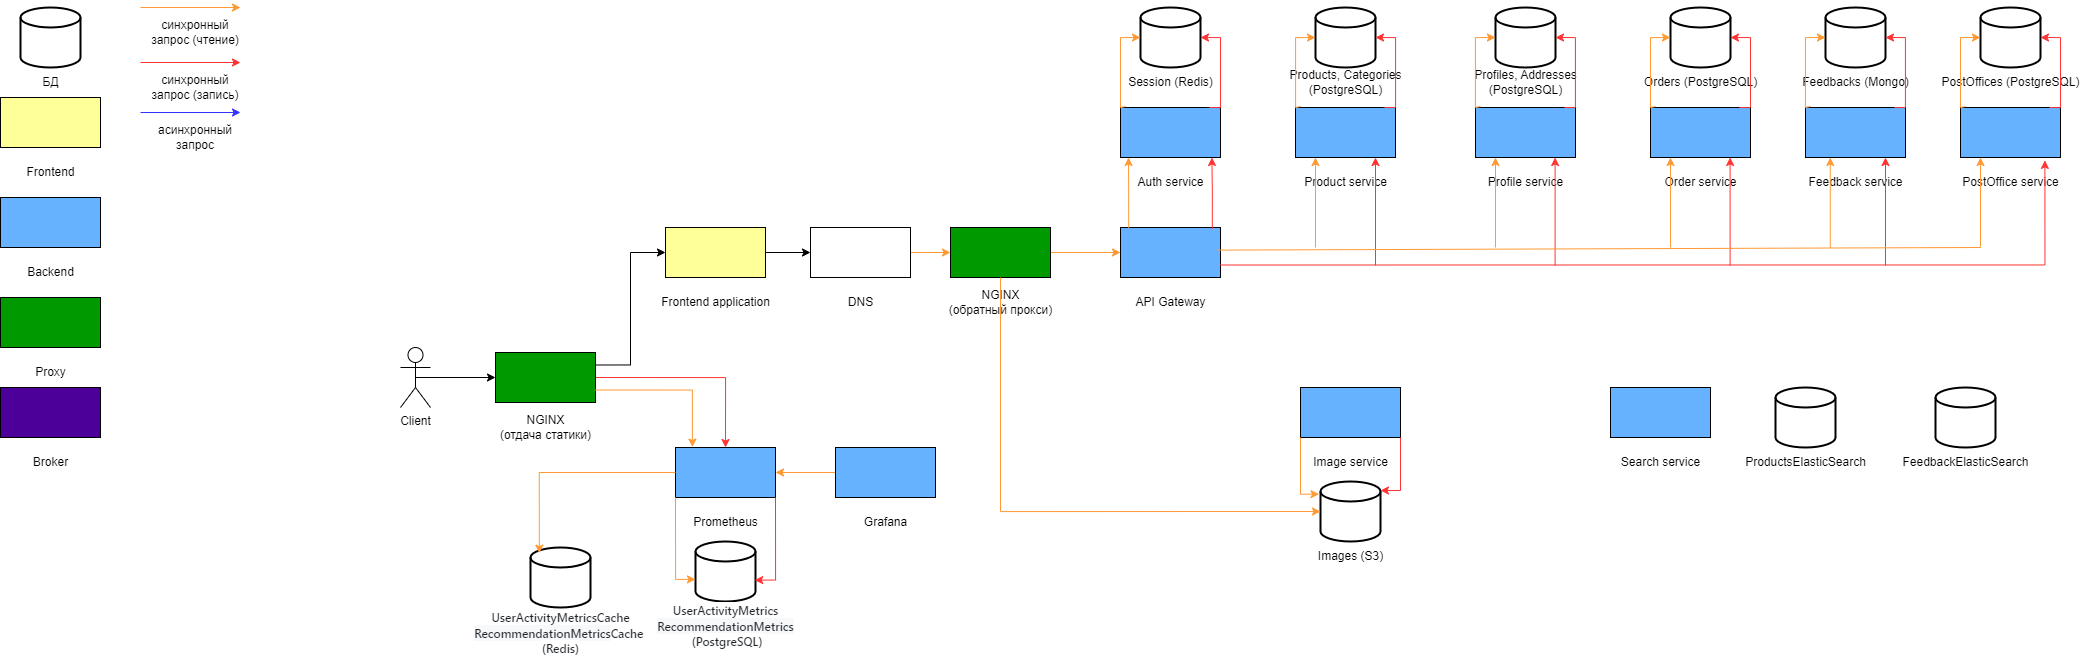 БД
синхронный
запрос (чтение)
синхронный
запрос (запись)
асинхронный
запрос
Frontend
Backend
Proxy
Broker
Session (Redis)
Products, Categories
(PostgreSQL)
Profiles, Addresses
(PostgreSQL)
Orders (PostgreSQL)
Feedbacks (Mongo)
PostOffices (PostgreSQL)
Auth service
Product service
Profile service
Order service
Feedback service
PostOffice service
Frontend application
DNS
NGINX
(обратный прокси)
API Gateway
Client
NGINX
(отдача статики)
Prometheus
Grafana
Image service
Images (S3)
Search service
ProductsElasticSearch
FeedbackElasticSearch
UserActivityMetricsCache
RecommendationMetricsCache
(Redis)
UserActivityMetrics
RecommendationMetrics
(PostgreSQL)